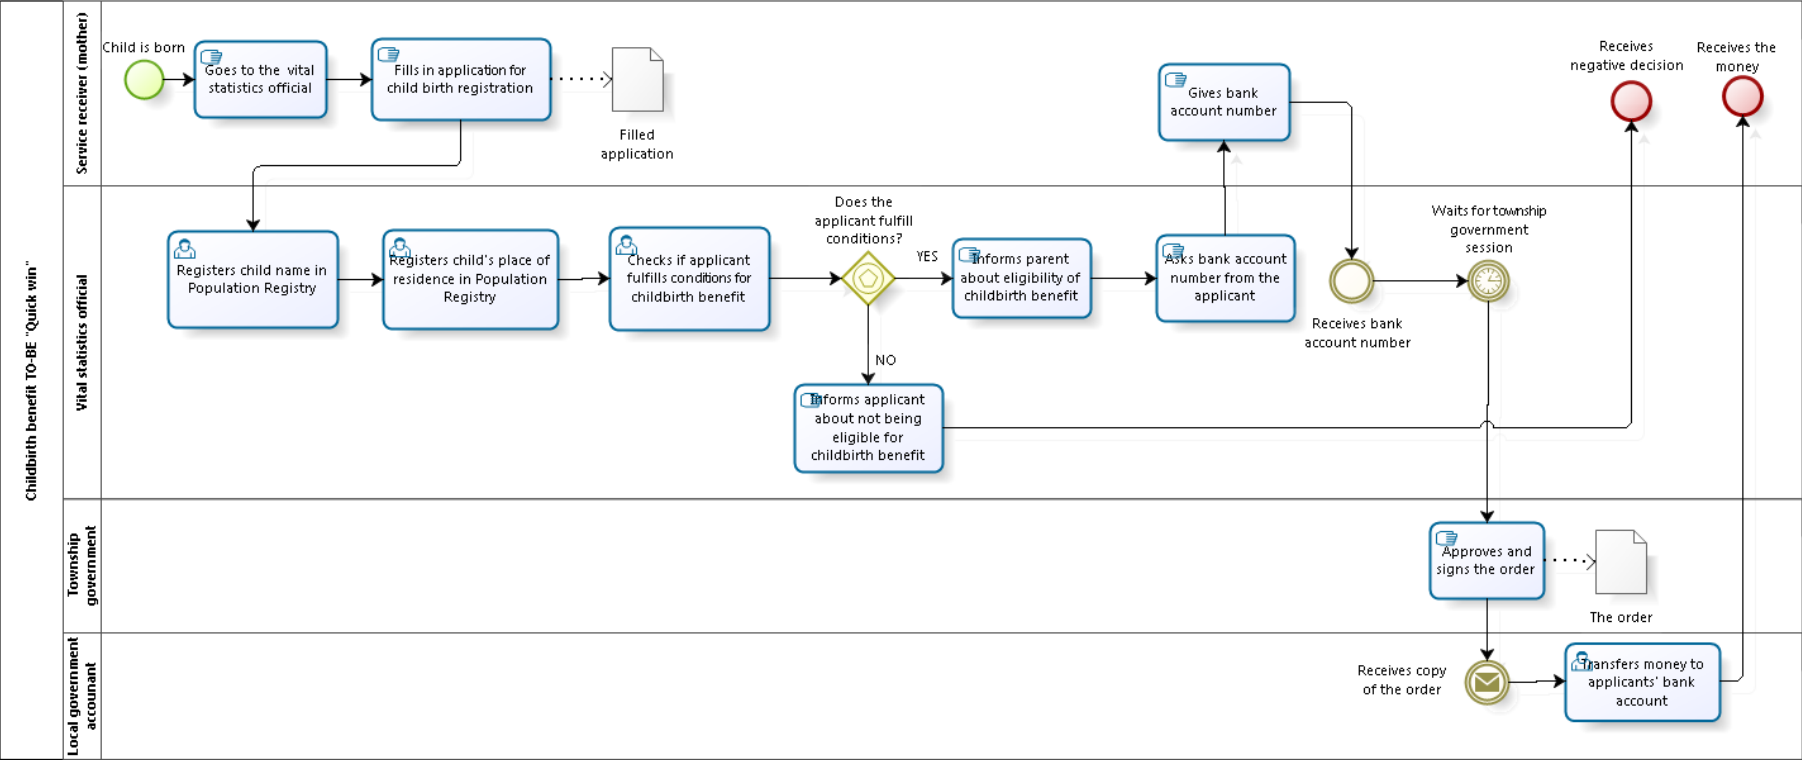 Childbirth benefit TO-BE "Quick win"
Service receiver (mother)
Child is born
Goes to the vital
statistics official
Fills in application for
child birth registration
Filled
application
Gives bank
account number
Receives
negative decision
Receives the
money
Vital statistics official
Registers child name in
Population Registry
Registers child's place of
residence in Population
Registry
Checks if applicant
fulfills conditions for
childbirth benefit
Does the
applicant fulfill
conditions?
YES
NO
Informs parent
about eligibility of
childbirth benefit
Asks bank account
number from the
applicant
Receives bank
account number
Waits for township
government
session
Informs applicant
about not being
eligible for
childbirth benefit
Township
government
Approves and
signs the order
The order
Local government
accounant
Receives copy
of the order
Transfers money to
applicants' bank
account